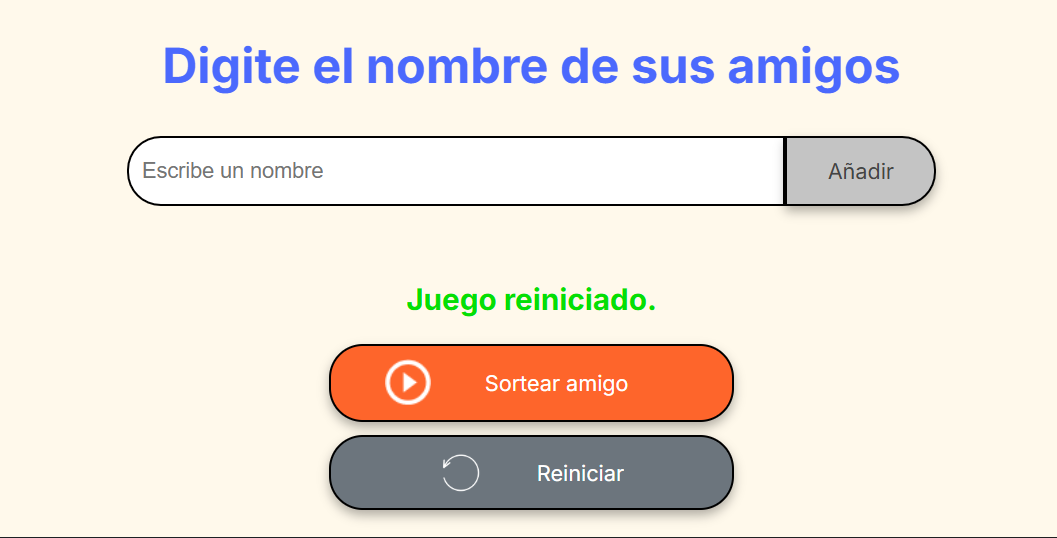 Digite el nombre de sus amigos
Escribe un nombre
Añadir
Juego reiniciado.
Sortear amigo
Reiniciar